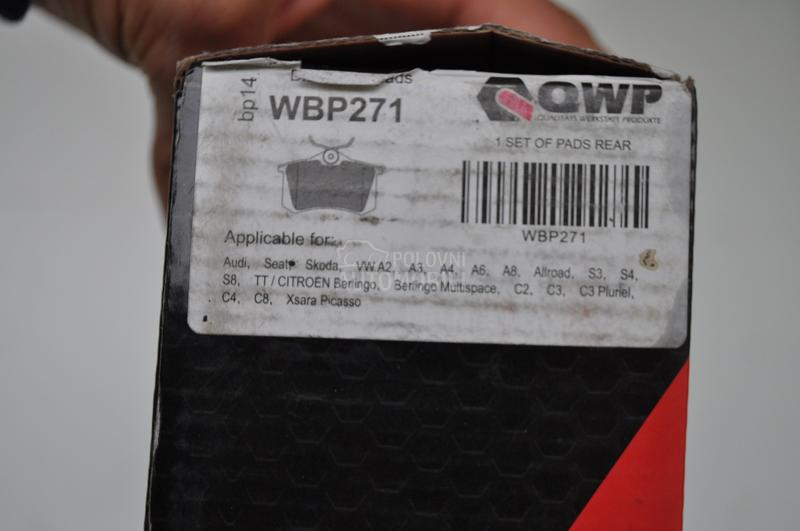 bp14
WBP271
QWP
QUALITÄTS WERKSTATT PRODUKTE
1 SET OF PADS REAR
WBP271
Applicable for:
POLOVNI
AUTOMOBILI
Audi, Seat, Skoda, VW A2, A3, A4, A6, A8, Allroad, S3, S4,
S8, TT / CITROEN Berlingo, Berlingo Multispace, C2, C3, C3 Pluriel,
C4, C8, Xsara Picasso